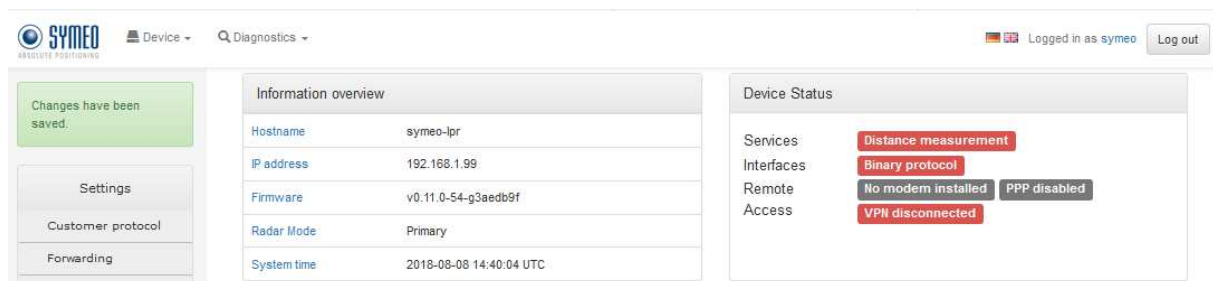 SYMEO
ABSOLUTE POSITIONING
Device
Diagnostics
Logged in as symeo
Log out
Changes have been
saved.
Settings
Customer protocol
Forwarding
Information overview
Hostname symeo-lpr
IP address 192.168.1.99
Firmware v0.11.0-54-g3aedb9f
Radar Mode Primary
System time 2018-08-08 14:40:04 UTC
Device Status
Services Distance measurement
Interfaces Binary protocol
Remote No modem installed PPP disabled
Access VPN disconnected